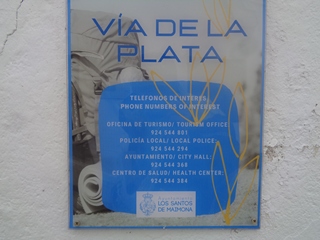 VÍA DE LA
PLATA
TELÉFONOS DE INTERÉS/
PHONE NUMBERS OF INTEREST
OFICINA DE TURISMO/ TOURISM OFFICE:
924 544 801
POLICÍA LOCAL/ LOCAL POLICE:
924 544 294
AYUNTAMIENTO/ CITY HALL:
924 544 368
CENTRO DE SALUD/ HEALTH CENTER:
924 544 386
LOS SANTOS
DE MAIMONA